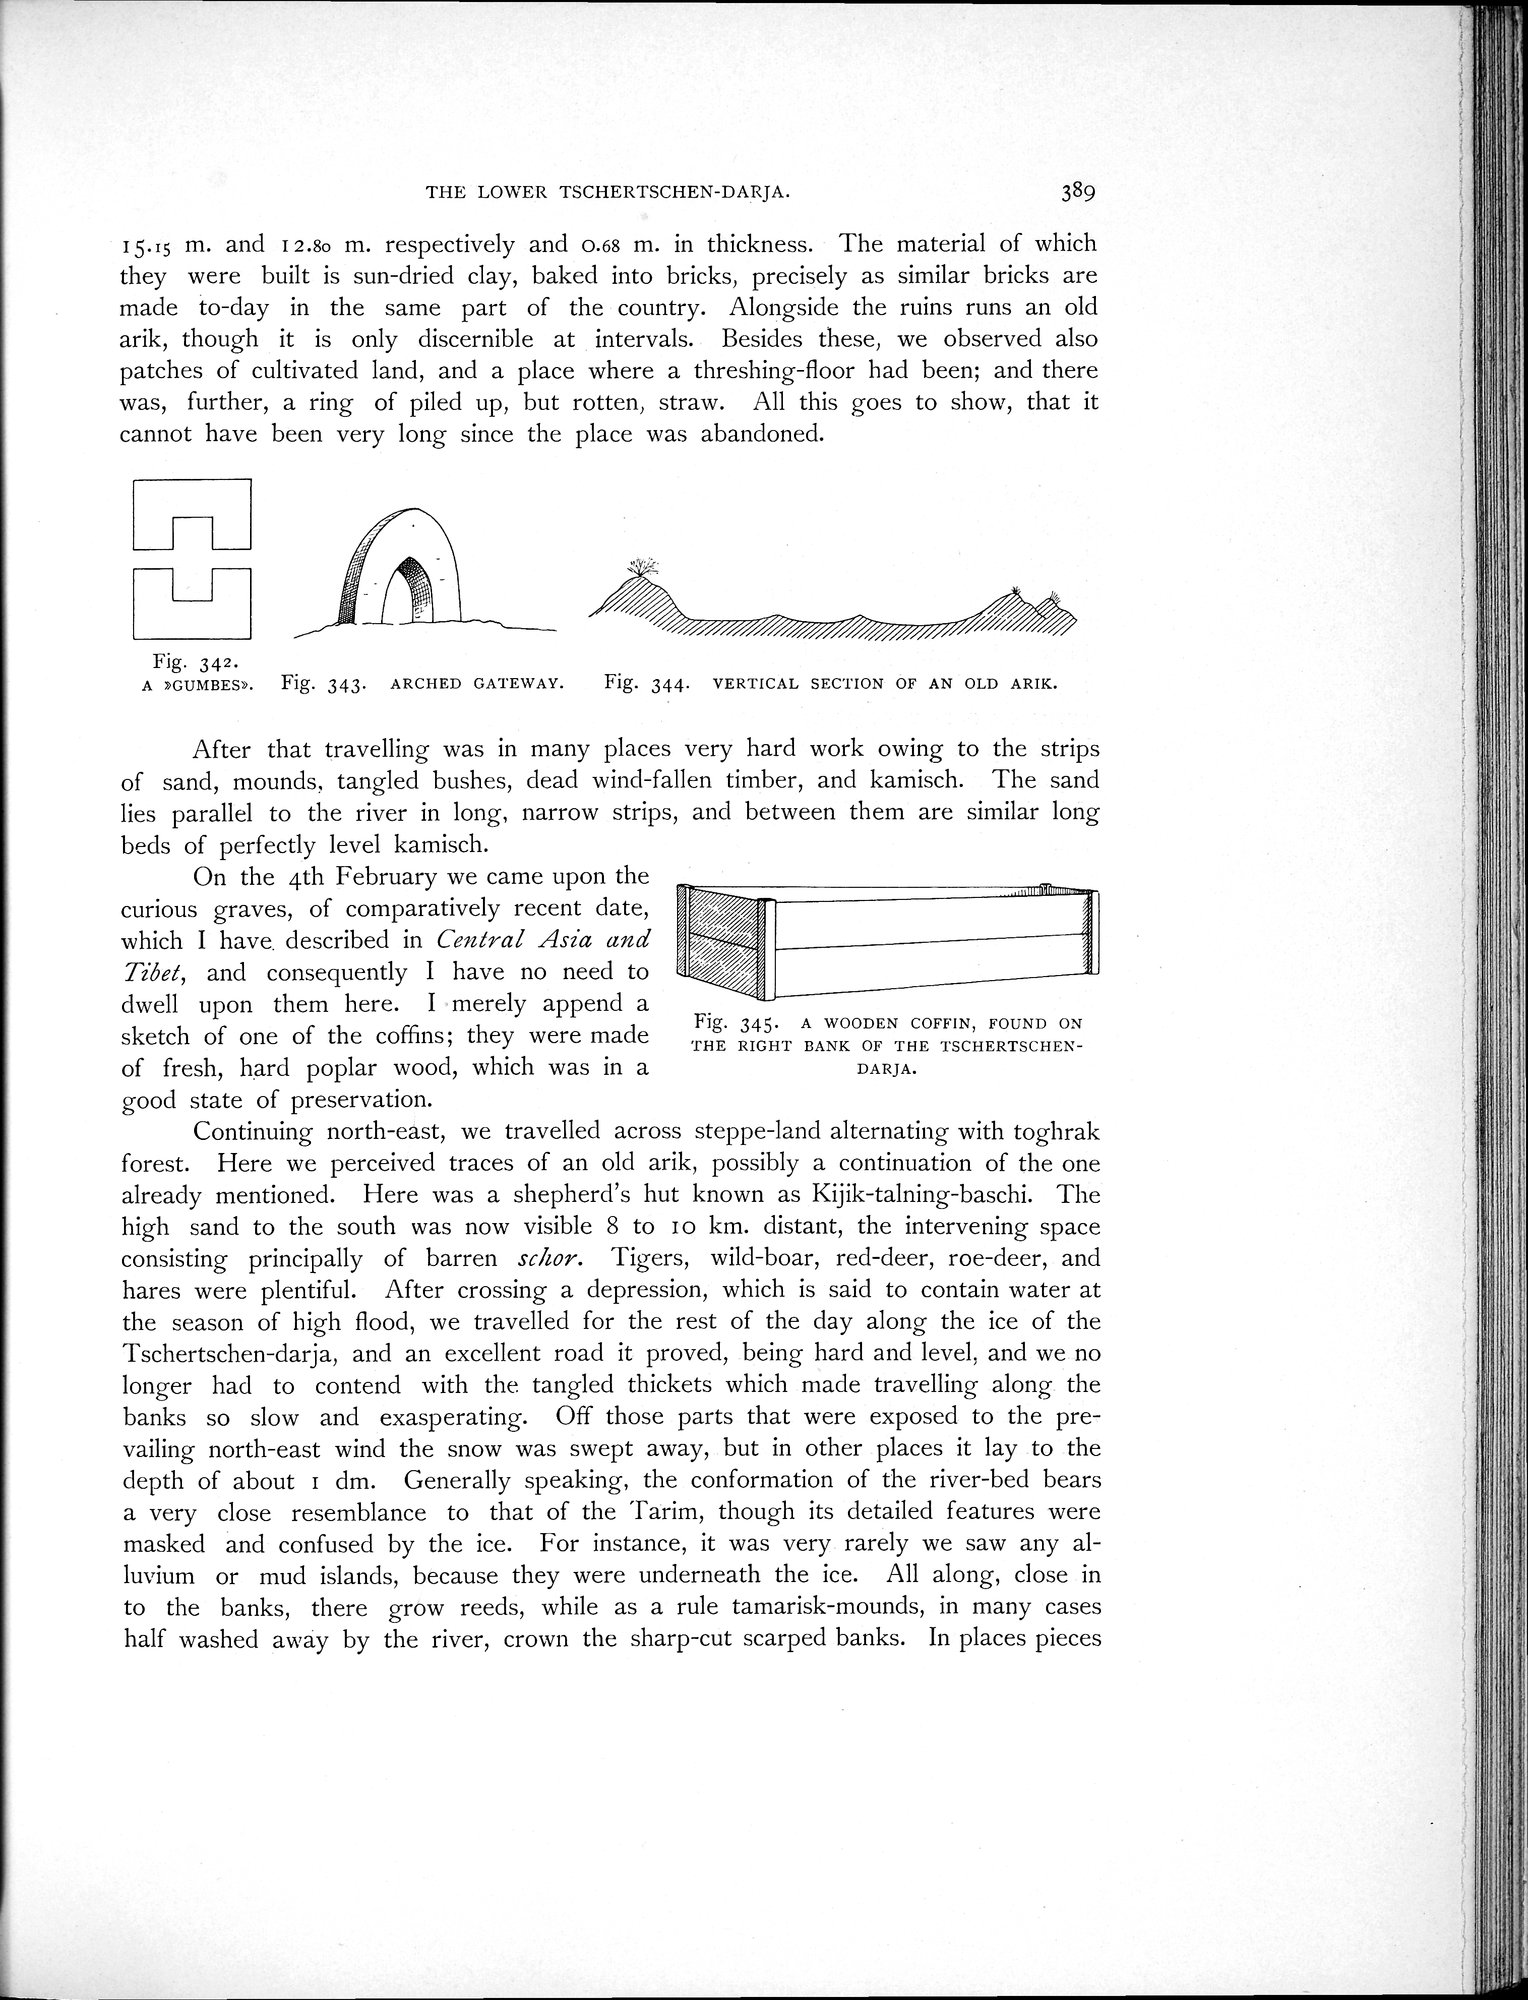 THE LOWER TSCHERTSCHEN-DARJA. 389
15.15 m. and 12.80 m. respectively and 0.68 m. in thickness. The material of which
they were built is sun-dried clay, baked into bricks, precisely as similar bricks are
made to-day in the same part of the country. Alongside the ruins runs an old
arik, though it is only discernible at intervals. Besides these, we observed also
patches of cultivated land, and a place where a threshing-floor had been; and there
was, further, a ring of piled up, but rotten, straw. All this goes to show, that it
cannot have been very long since the place was abandoned.
Fig. 342.
A »GUMBES».
Fig. 343. ARCHED GATEWAY.
Fig. 344. VERTICAL SECTION OF AN OLD ARIK.
After that travelling was in many places very hard work owing to the strips
of sand, mounds, tangled bushes, dead wind-fallen timber, and kamisch. The sand
lies parallel to the river in long, narrow strips, and between them are similar long
beds of perfectly level kamisch.
On the 4th February we came upon the
curious graves, of comparatively recent date,
which I have described in Central Asia and
Tibet, and consequently I have no need to
dwell upon them here. I merely append a
sketch of one of the coffins; they were made
of fresh, hard poplar wood, which was in a
good state of preservation.
Fig. 345. A WOODEN COFFIN, FOUND ON
THE RIGHT BANK OF THE TSCHERTSCHEN-
DARJA.
Continuing north-east, we travelled across steppe-land alternating with toghrak
forest. Here we perceived traces of an old arik, possibly a continuation of the one
already mentioned. Here was a shepherd's hut known as Kijik-talning-baschi. The
high sand to the south was now visible 8 to 10 km. distant, the intervening space
consisting principally of barren schor. Tigers, wild-boar, red-deer, roe-deer, and
hares were plentiful. After crossing a depression, which is said to contain water at
the season of high flood, we travelled for the rest of the day along the ice of the
Tschertschen-darja, and an excellent road it proved, being hard and level, and we no
longer had to contend with the tangled thickets which made travelling along the
banks so slow and exasperating. Off those parts that were exposed to the pre-
vailing north-east wind the snow was swept away, but in other places it lay to the
depth of about 1 dm. Generally speaking, the conformation of the river-bed bears
a very close resemblance to that of the Tarim, though its detailed features were
masked and confused by the ice. For instance, it was very rarely we saw any al-
luvium or mud islands, because they were underneath the ice. All along, close in
to the banks, there grow reeds, while as a rule tamarisk-mounds, in many cases
half washed away by the river, crown the sharp-cut scarped banks. In places pieces